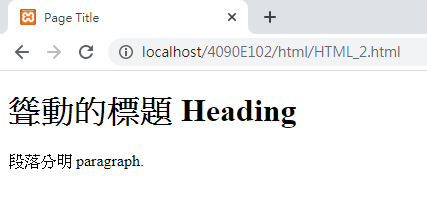 Page Title
localhost/4090E102/html/HTML_2.html
聳動的標題 Heading
段落分明 paragraph.